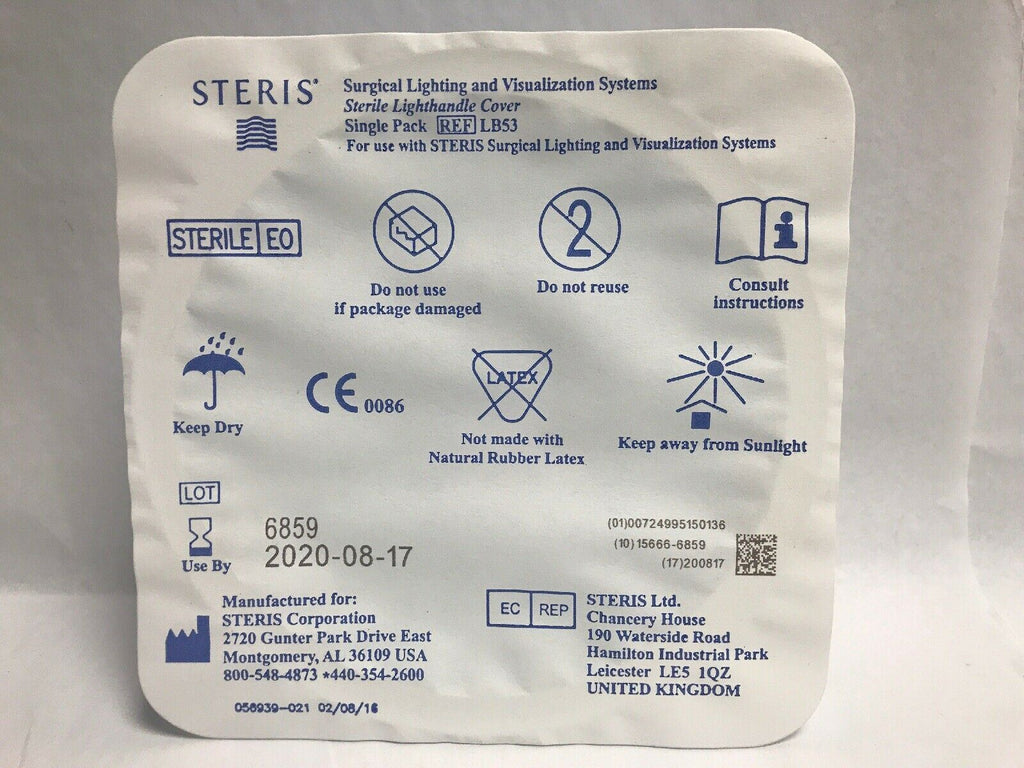 STERIS® Surgical Lighting and Visualization Systems
Sterile Lighthandle Cover
Single Pack REF LB53
For use with STERIS Surgical Lighting and Visualization Systems
STERILE EO
2
i
Do not use
if package damaged
Do not reuse
Consult
instructions
LATEX
CE 0086
Keep Dry
Not made with
Natural Rubber Latex
Keep away from Sunlight
LOT
6859
2020-08-17
Use By
(01)00724995150136
(10)15666-6859
(17)200817
Manufactured for:
STERIS Corporation
2720 Gunter Park Drive East
Montgomery, AL 36109 USA
800-548-4873 *440-354-2600
EC REP
STERIS Ltd.
Chancery House
190 Waterside Road
Hamilton Industrial Park
Leicester LE5 1QZ
UNITED KINGDOM
056939-021 02/08/16